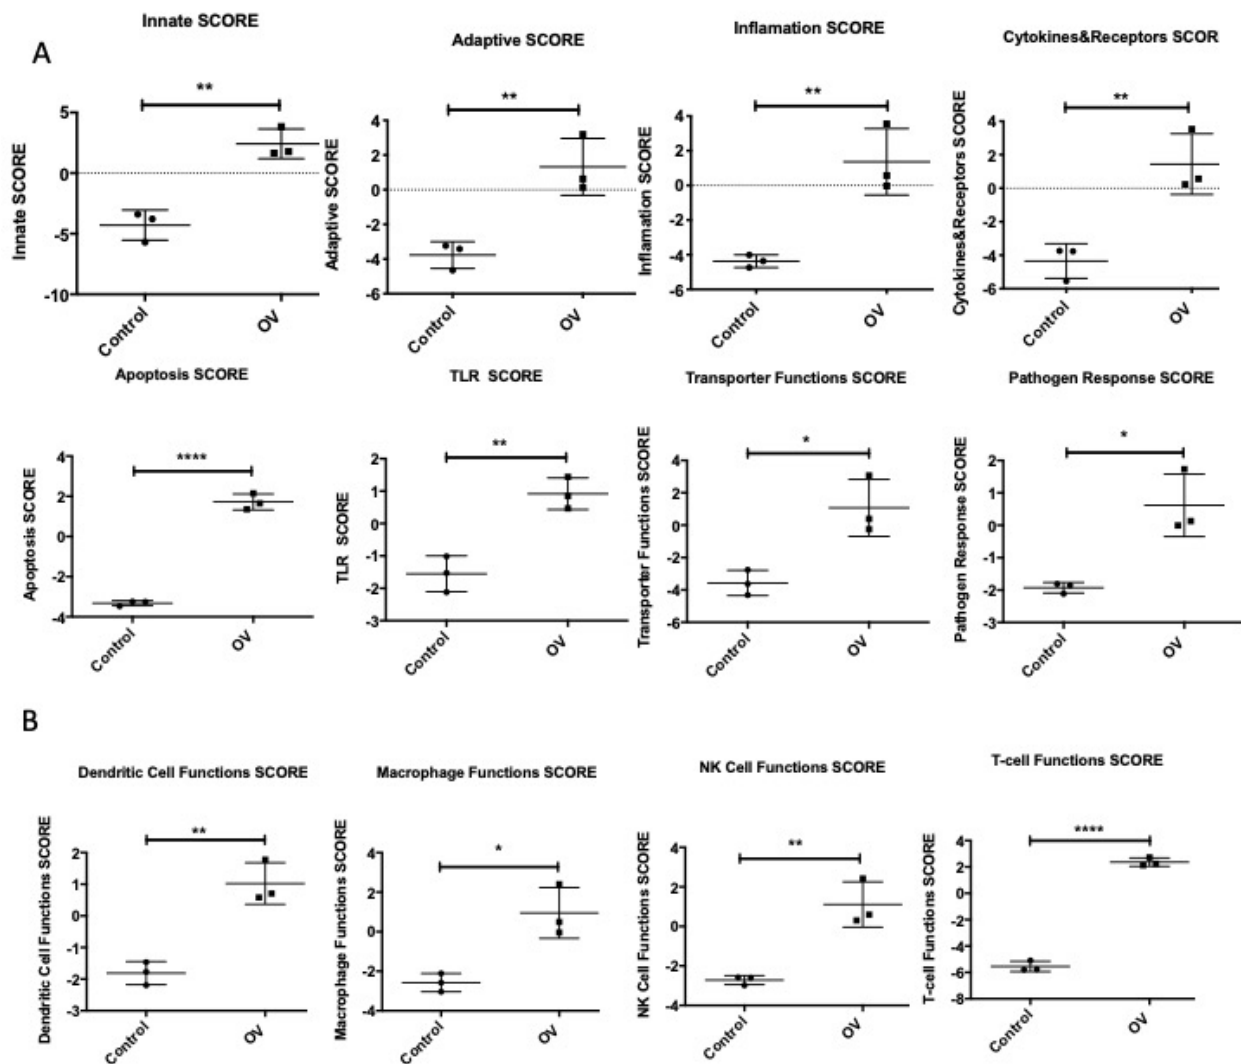 A
Innate SCORE
**
Innate SCORE
5
0
-5
-10
Control
OV
Adaptive SCORE
**
Adaptive SCORE
4
2
0
-2
-4
-6
Control
OV
Inflamation SCORE
**
Inflamation SCORE
4
2
0
-2
-4
-6
Control
OV
Cytokines&Receptors SCOR
**
Cytokines&Receptors SCORE
4
2
0
-2
-4
-6
Control
OV
Apoptosis SCORE
****
Apoptosis SCORE
4
2
0
-2
-4
Control
OV
TLR SCORE
**
TLR SCORE
2
1
0
-1
-2
-3
Control
OV
Transporter Functions SCORE
*
Transporter Functions SCORE
4
2
0
-2
-4
-6
Control
OV
Pathogen Response SCORE
*
Pathogen Response SCORE
2
1
0
-1
-2
-3
Control
OV
B
Dendritic Cell Functions SCORE
**
Dendritic Cell Functions SCORE
2
1
0
-1
-2
-3
Control
OV
Macrophage Functions SCORE
*
Macrophage Functions SCORE
4
2
0
-2
-4
Control
OV
NK Cell Functions SCORE
**
NK Cell Functions SCORE
4
2
0
-2
-4
Control
OV
T-cell Functions SCORE
****
T-cell Functions SCORE
4
2
0
-2
-4
-6
-8
Control
OV